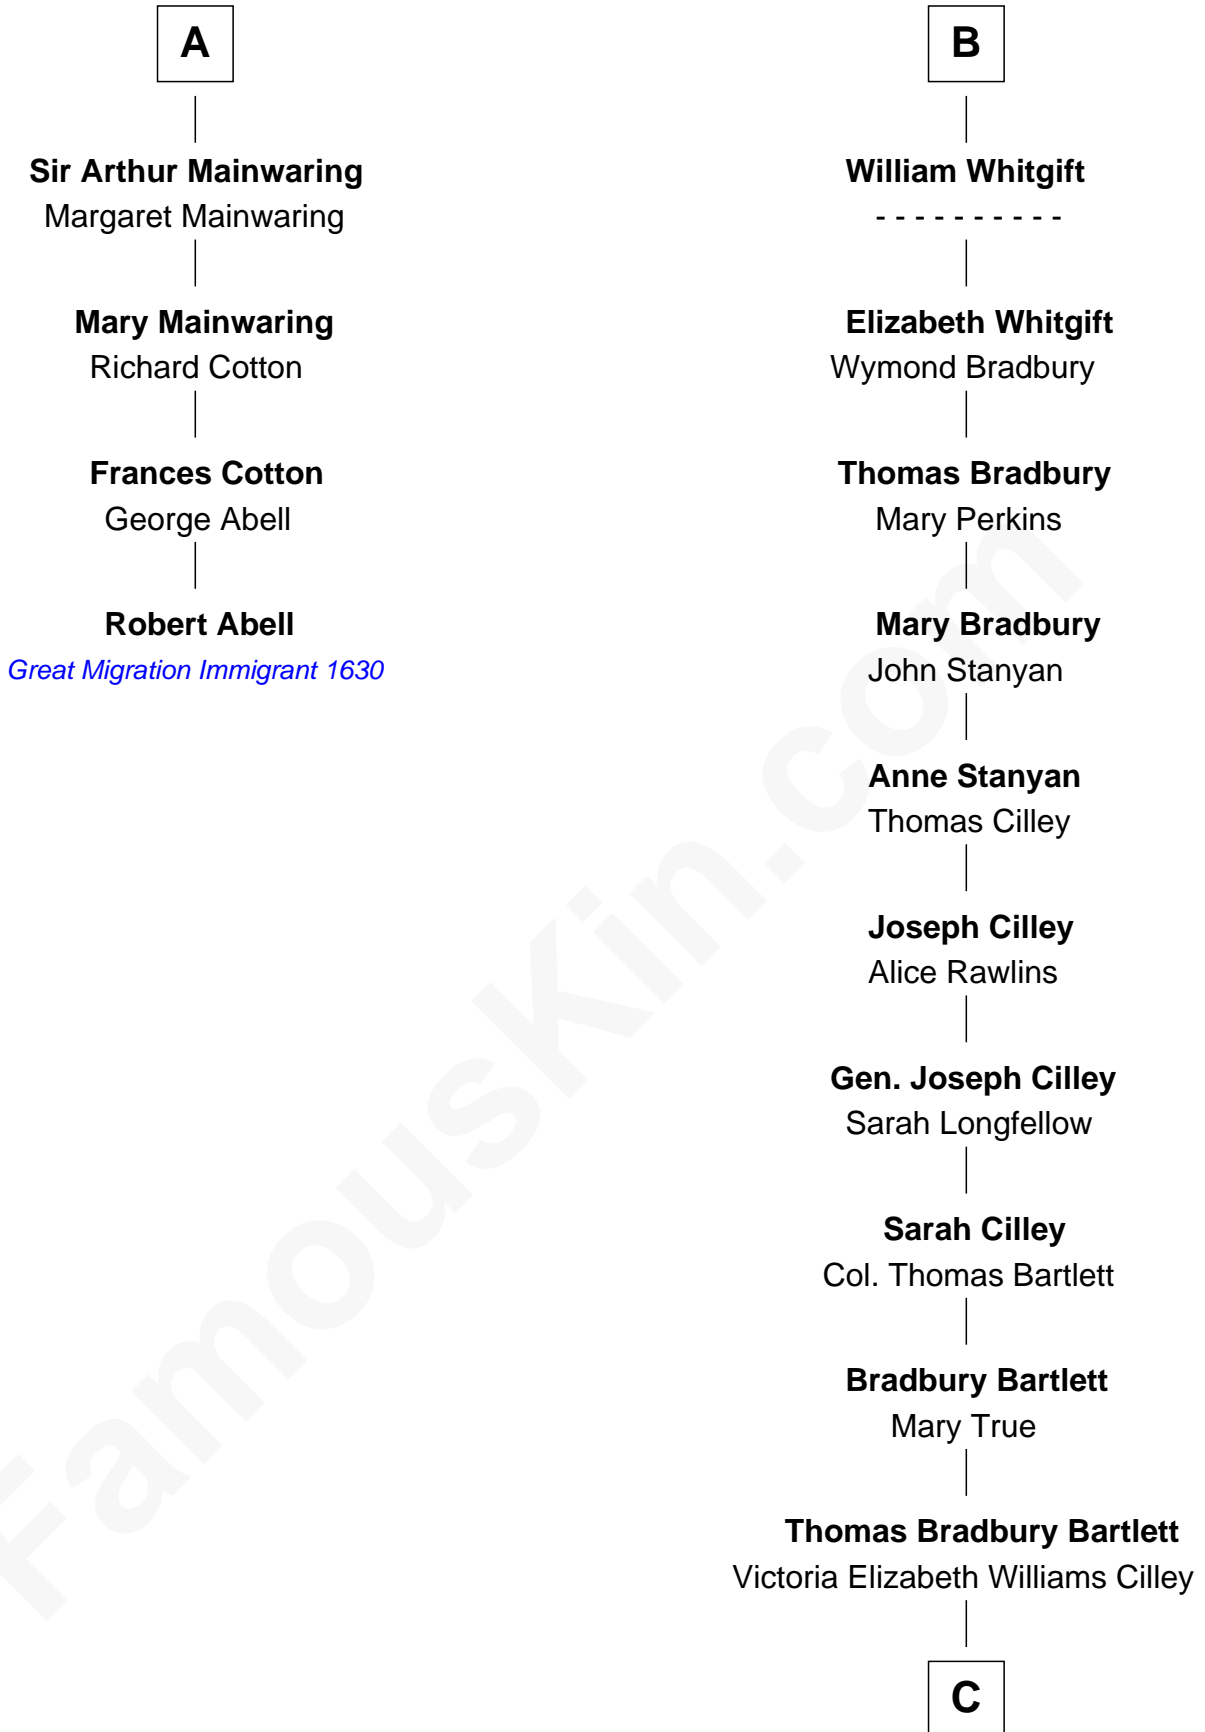 A
Sir Arthur Mainwaring
Margaret Mainwaring
Mary Mainwaring
Richard Cotton
Frances Cotton
George Abell
Robert Abell
Great Migration Immigrant 1630
B
William Whitgift
- - - - - - - - - -
Elizabeth Whitgift
Wymond Bradbury
Thomas Bradbury
Mary Perkins
Mary Bradbury
John Stanyan
Anne Stanyan
Thomas Cilley
Joseph Cilley
Alice Rawlins
Gen. Joseph Cilley
Sarah Longfellow
Sarah Cilley
Col. Thomas Bartlett
Bradbury Bartlett
Mary True
Thomas Bradbury Bartlett
Victoria Elizabeth Williams Cilley
C
FamousKin.com